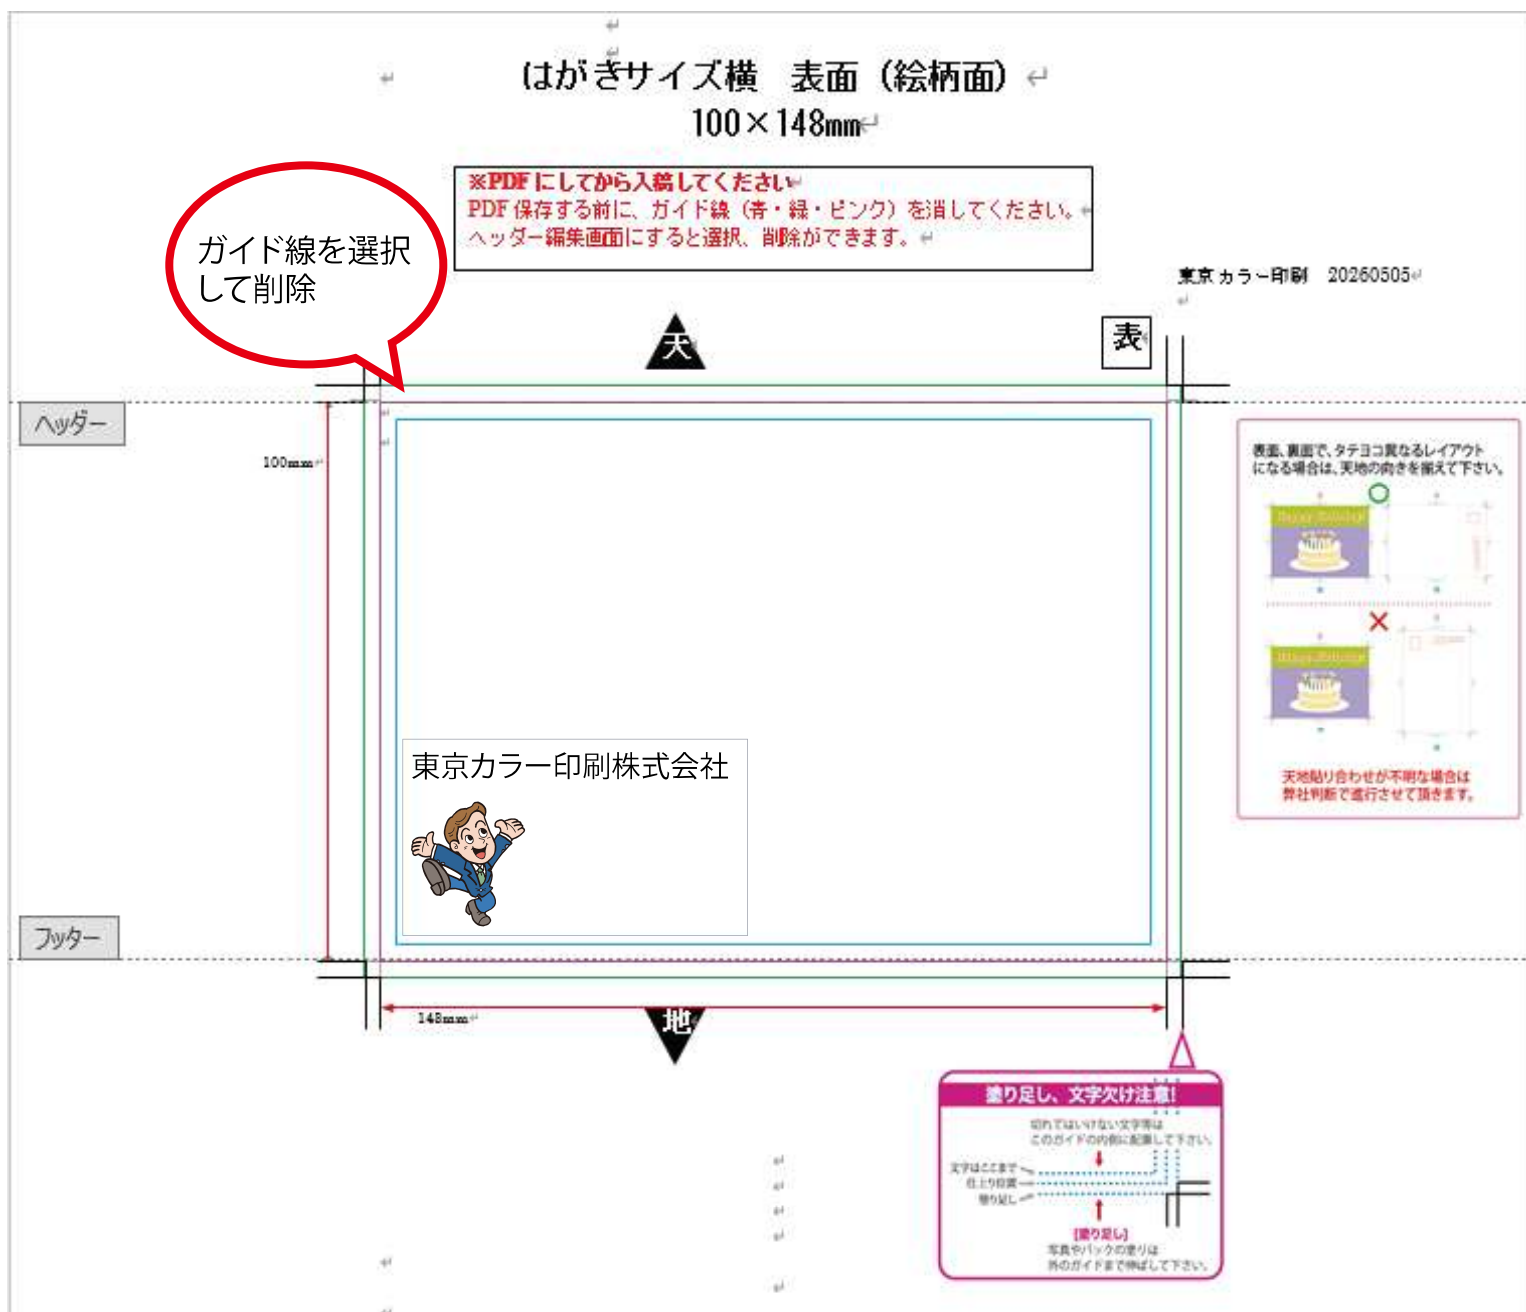 はがきサイズ横　表面（絵柄面）
100×148mm
※PDFにしてから入稿してください
PDF保存する前に、ガイド線（青・緑・ピンク）を消してください。
ヘッダー編集画面にすると選択、削除ができます。
ガイド線を選択
して削除
東京カラー印刷　20260505
天
表
ヘッダー
100mm
表面、裏面で、タテヨコ異なるレイアウト
になる場合は、天地の向きを揃えて下さい。
天地貼り合わせが不明な場合は
弊社判断で進行させて頂きます。
東京カラー印刷株式会社
フッター
148mm
地
塗り足し、文字欠け注意!
切れてはいけない文字等は
このガイドの内側に配置して下さい。
文字はここまで
仕上り位置
塗り足し
[塗り足し]
写真やバックの塗りは
外のガイドまで伸ばして下さい。